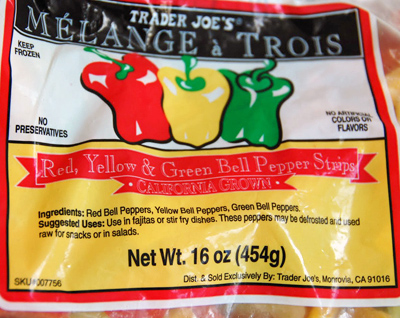 TRADER JOE'S®
MÉLANGE à TROIS
KEEP
FROZEN
NO
PRESERVATIVES
NO ARTIFICIAL
COLORS OR
FLAVORS
Red, Yellow & Green Bell Pepper Strips
• CALIFORNIA GROWN •
Ingredients: Red Bell Peppers, Yellow Bell Peppers, Green Bell Peppers.
Suggested Uses: Use in fajitas or stir fry dishes. These peppers may be defrosted and used
raw for snacks or in salads.
Net Wt. 16 oz (454g)
Dist. & Sold Exclusively By: Trader Joe's, Monrovia, CA 91016
SKU#007756